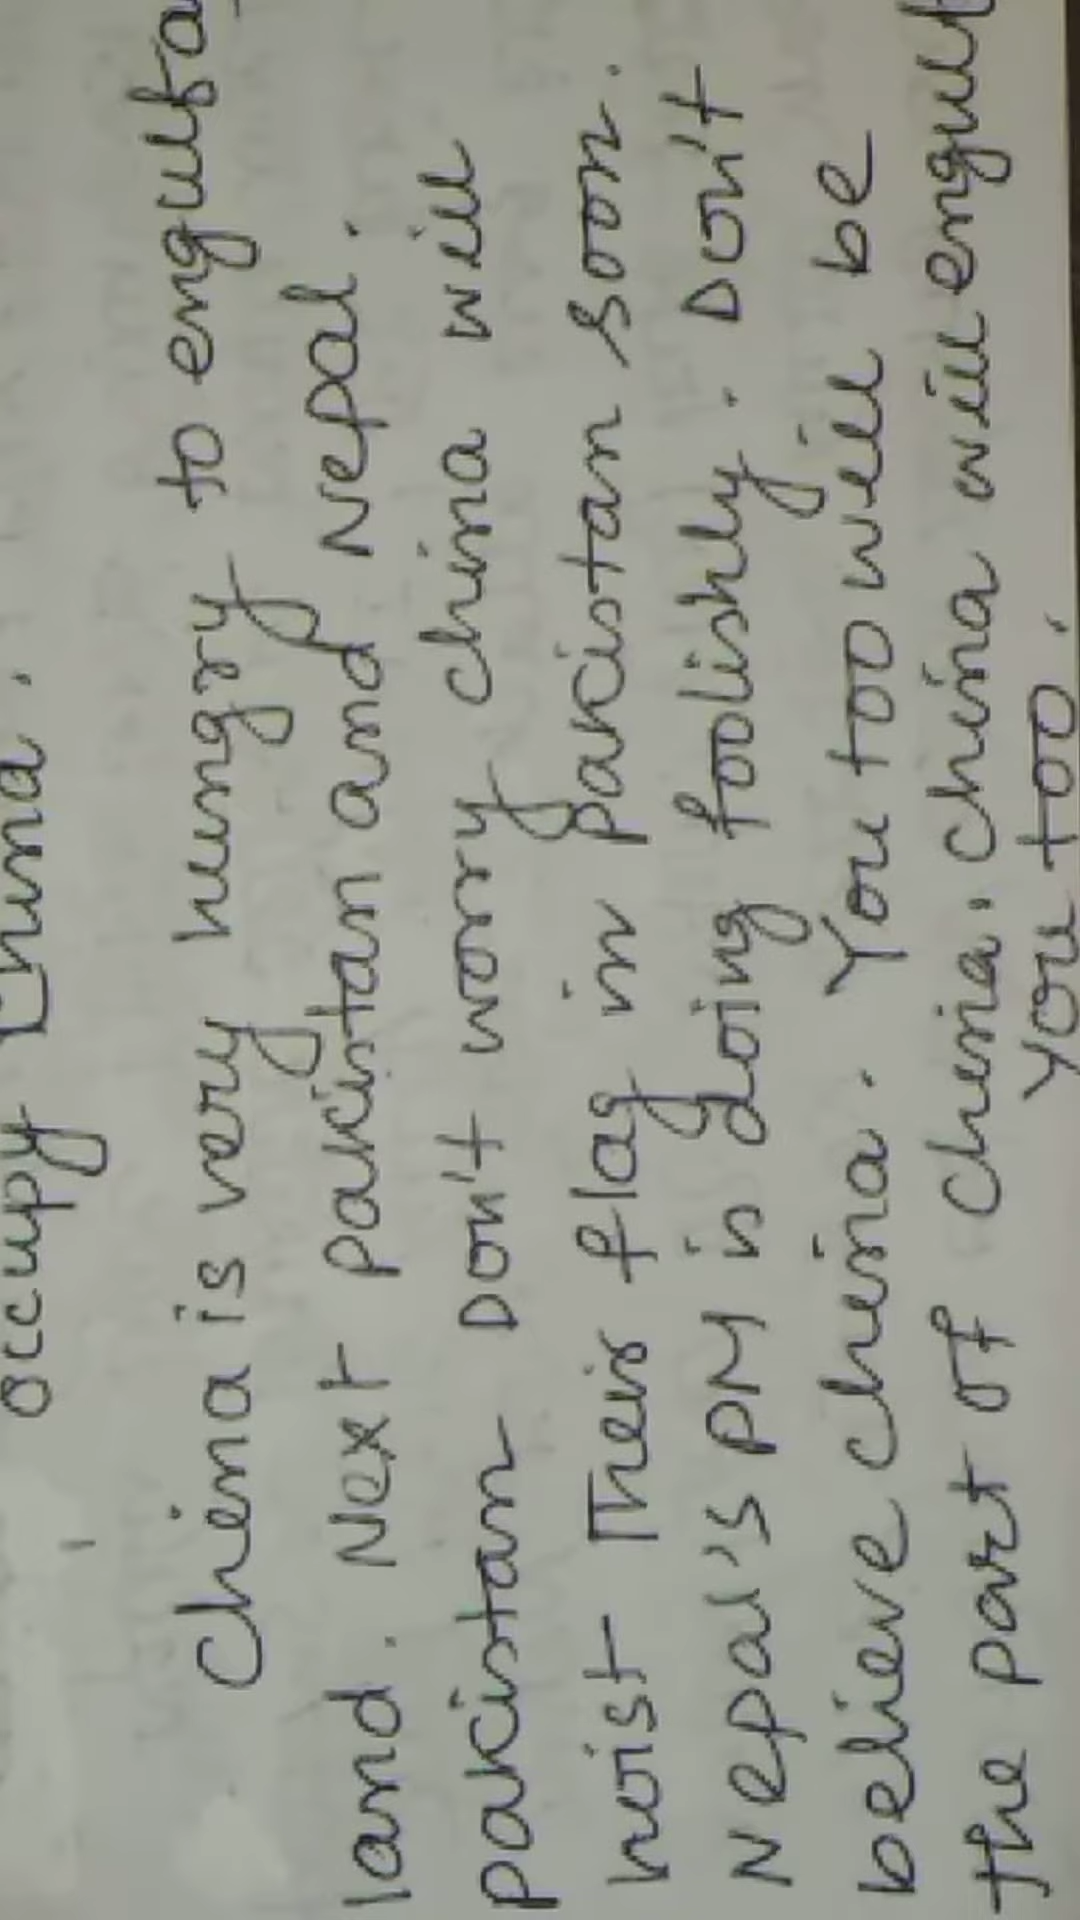 occupy China.
China is very hungry to engulf a
land. Next pakistan and Nepal.
pakistan Don't worry china will
hoist Their flag in pakistan soon.
Nepal's PM is doing foolishly. Don't
believe china. You too will be
the part of china. china will engulf
you too.